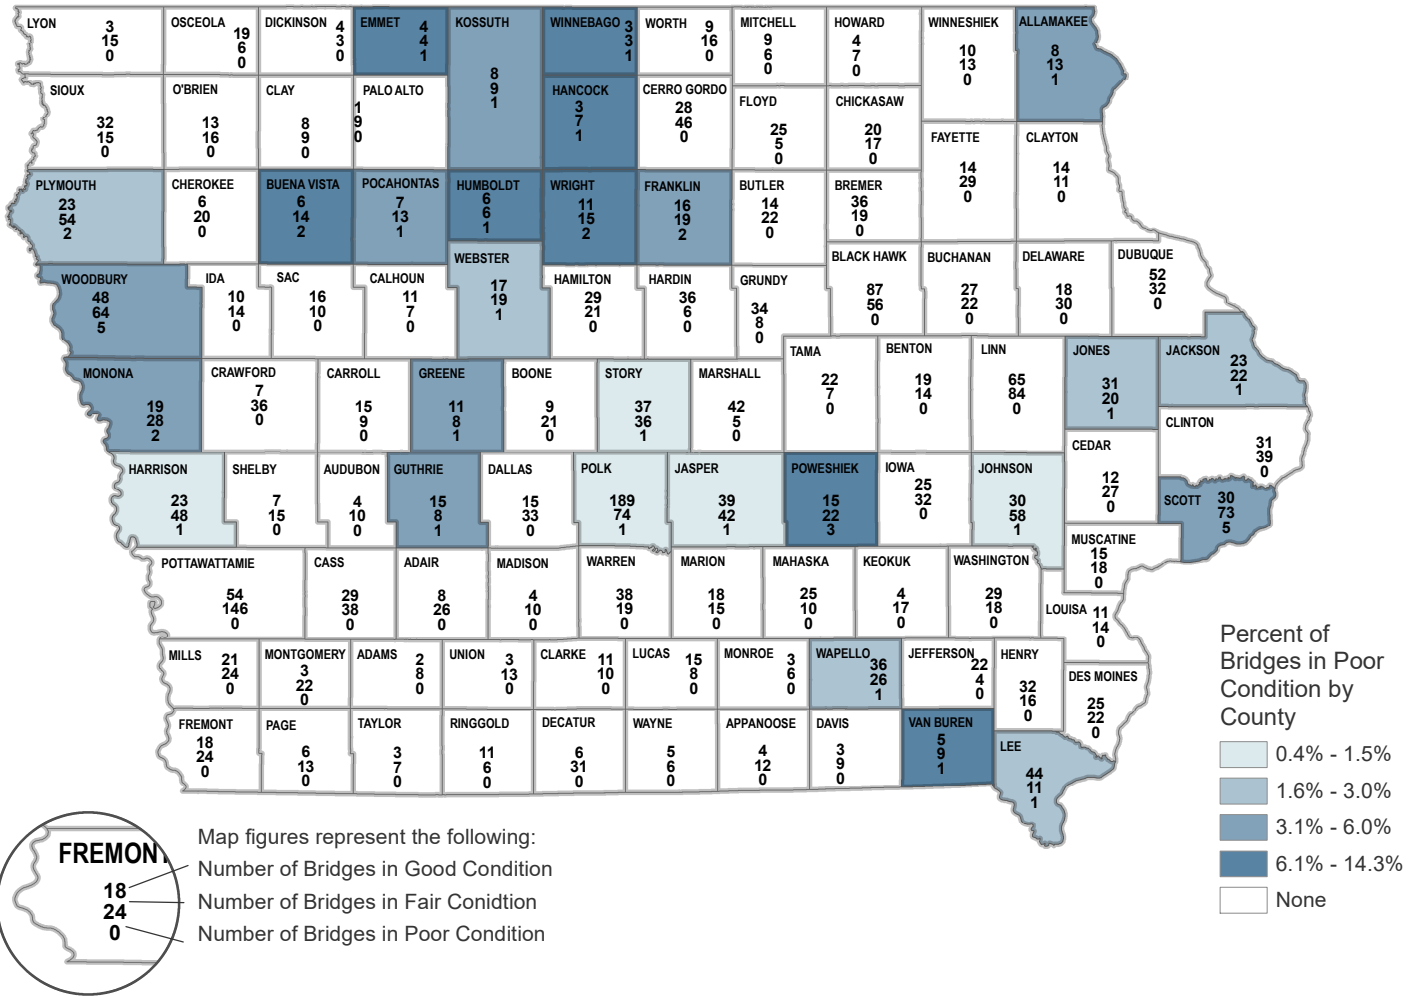 LYON
3
15
0
OSCEOLA
19
6
0
DICKINSON
4
3
0
EMMET
4
4
1
KOSSUTH
8
9
1
WINNEBAGO
3
3
1
WORTH
9
16
0
MITCHELL
9
6
0
HOWARD
4
7
0
WINNESHIEK
10
13
0
ALLAMAKEE
8
13
1
SIOUX
32
15
0
O'BRIEN
13
16
0
CLAY
8
9
0
PALO ALTO
1
9
0
HANCOCK
3
7
1
CERRO GORDO
28
46
0
FLOYD
25
5
0
CHICKASAW
20
17
0
FAYETTE
14
29
0
CLAYTON
14
11
0
PLYMOUTH
23
54
2
CHEROKEE
6
20
0
BUENA VISTA
6
14
2
POCAHONTAS
7
13
1
HUMBOLDT
6
6
1
WRIGHT
11
15
2
FRANKLIN
16
19
2
BUTLER
14
22
0
BREMER
36
19
0
WOODBURY
48
64
5
IDA
10
14
0
SAC
16
10
0
CALHOUN
11
7
0
WEBSTER
17
19
1
HAMILTON
29
21
0
HARDIN
36
6
0
GRUNDY
34
8
0
BLACK HAWK
87
56
0
BUCHANAN
27
22
0
DELAWARE
18
30
0
DUBUQUE
52
32
0
MONONA
19
28
2
CRAWFORD
7
36
0
CARROLL
15
9
0
GREENE
11
8
1
BOONE
9
21
0
STORY
37
36
1
MARSHALL
42
5
0
TAMA
22
7
0
BENTON
19
14
0
LINN
65
84
0
JONES
31
20
1
JACKSON
23
22
1
CLINTON
31
39
0
CEDAR
12
27
0
HARRISON
23
48
1
SHELBY
7
15
0
AUDUBON
4
10
0
GUTHRIE
15
8
1
DALLAS
15
33
0
POLK
189
74
1
JASPER
39
42
1
POWESHIEK
15
22
3
IOWA
25
32
0
JOHNSON
30
58
1
SCOTT
30
73
5
MUSCATINE
15
18
0
POTTAWATTAMIE
54
146
0
CASS
29
38
0
ADAIR
8
26
0
MADISON
4
10
0
WARREN
38
19
0
MARION
18
15
0
MAHASKA
25
10
0
KEOKUK
4
17
0
WASHINGTON
29
18
0
LOUISA
11
14
0
MILLS
21
24
0
MONTGOMERY
3
22
0
ADAMS
2
8
0
UNION
3
13
0
CLARKE
11
10
0
LUCAS
15
8
0
MONROE
3
6
0
WAPELLO
36
26
1
JEFFERSON
22
4
0
HENRY
32
16
0
DES MOINES
25
22
0
FREMONT
18
24
0
PAGE
6
13
0
TAYLOR
3
7
0
RINGGOLD
11
6
0
DECATUR
6
31
0
WAYNE
5
6
0
APPANOOSE
4
12
0
DAVIS
3
9
0
VAN BUREN
5
9
1
LEE
44
11
1
Percent of
Bridges in Poor
Condition by
County
0.4% - 1.5%
1.6% - 3.0%
3.1% - 6.0%
6.1% - 14.3%
None
FREMONT
18
24
0
Map figures represent the following:
Number of Bridges in Good Condition
Number of Bridges in Fair Conidtion
Number of Bridges in Poor Condition